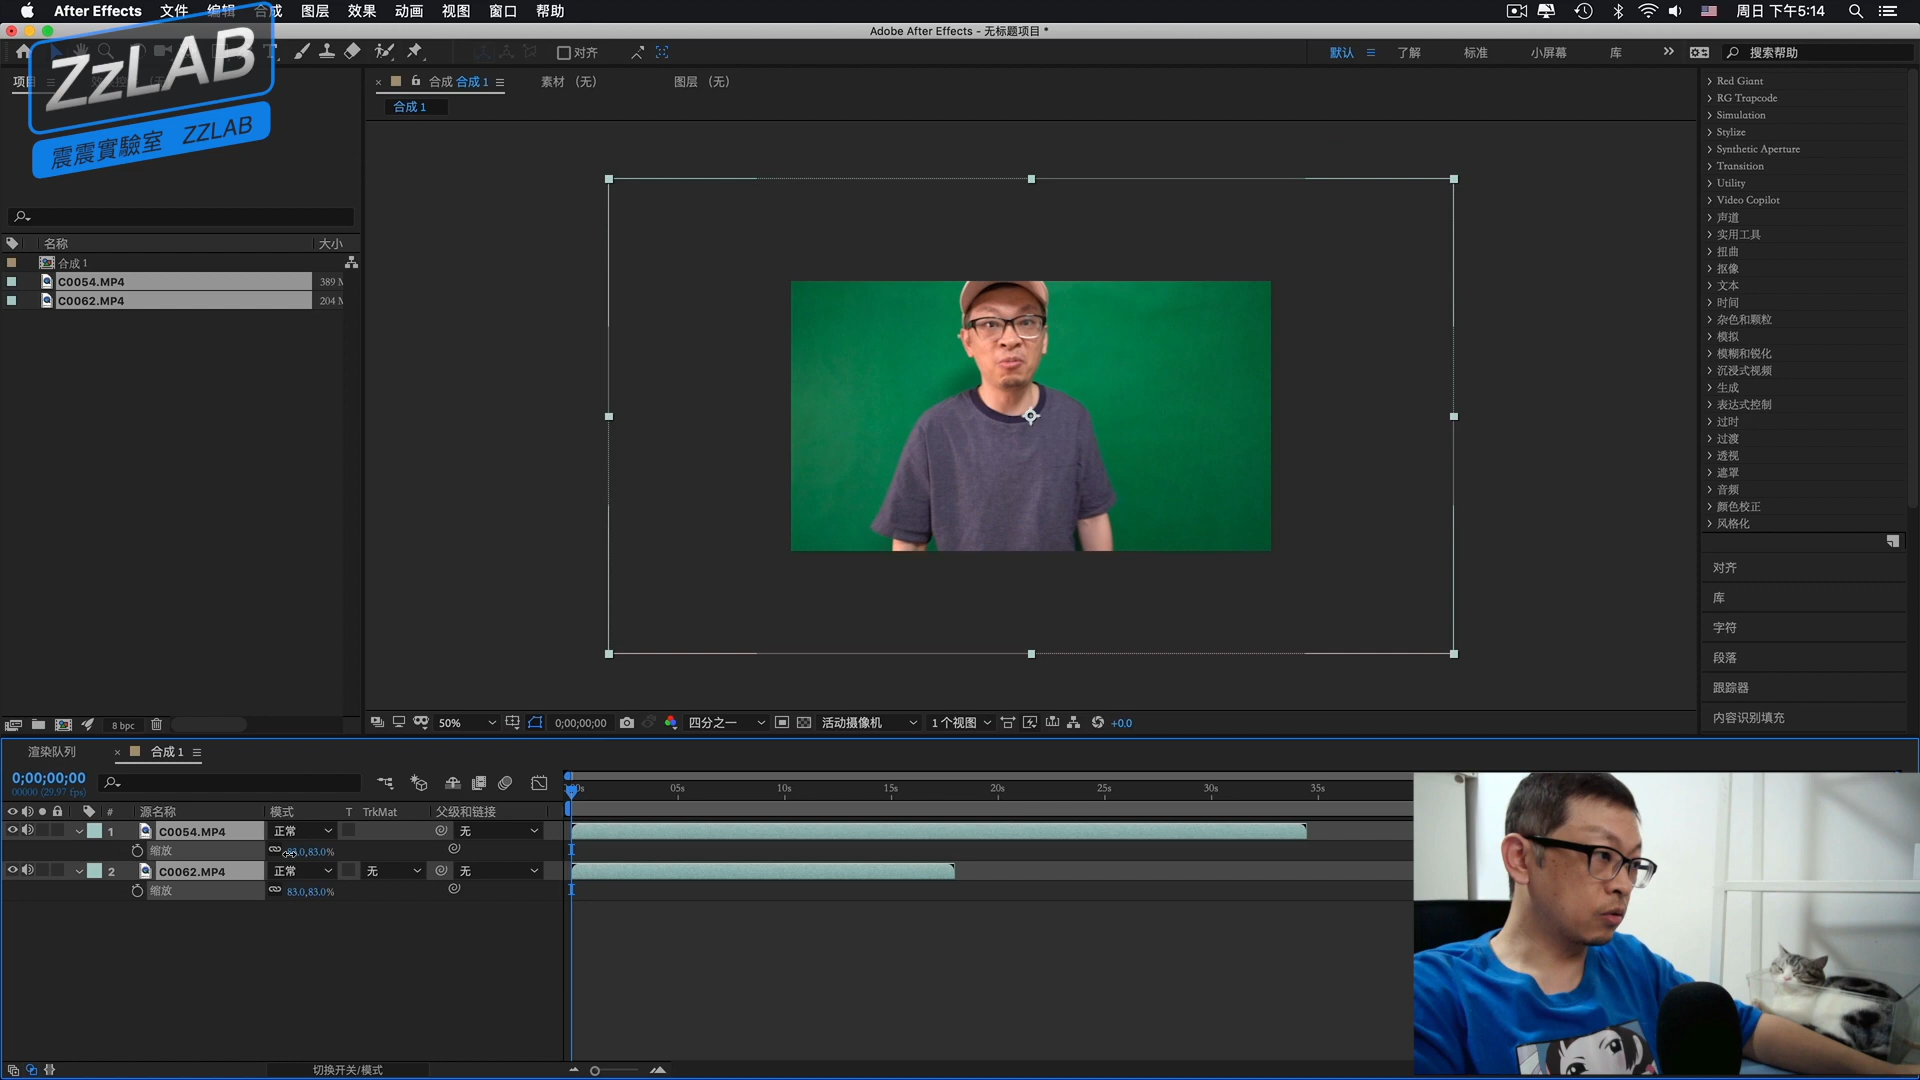 After Effects 文件 编辑 合成 图层 效果 动画 视图 窗口 帮助
周日 下午5:14
Adobe After Effects - 无标题项目 *
对齐
默认 了解 标准 小屏幕 库 搜索帮助
ZzLAB
震震實驗室 ZZLAB
项目
合成 合成 1
素材 (无)
图层 (无)
合成 1
名称 大小
合成 1
C0054.MP4 389 M
C0062.MP4 204 M
8 bpc
Red Giant
RG Trapcode
Simulation
Stylize
Synthetic Aperture
Transition
Utility
Video Copilot
声道
实用工具
扭曲
抠像
文本
时间
杂色和颗粒
模拟
模糊和锐化
沉浸式视频
生成
表达式控制
过时
过渡
透视
遮罩
音频
颜色校正
风格化
对齐
库
字符
段落
跟踪器
内容识别填充
50% 0;00;00;00 四分之一 活动摄像机 1 个视图 +0.0
渲染队列 合成 1
0;00;00;00
00000 (29.97 fps)
# 源名称 模式 T TrkMat 父级和链接
05s 10s 15s 20s 25s 30s 35s
1 C0054.MP4 正常 无
缩放 83.0,83.0%
2 C0062.MP4 正常 无 无
缩放 83.0,83.0%
切换开关/模式